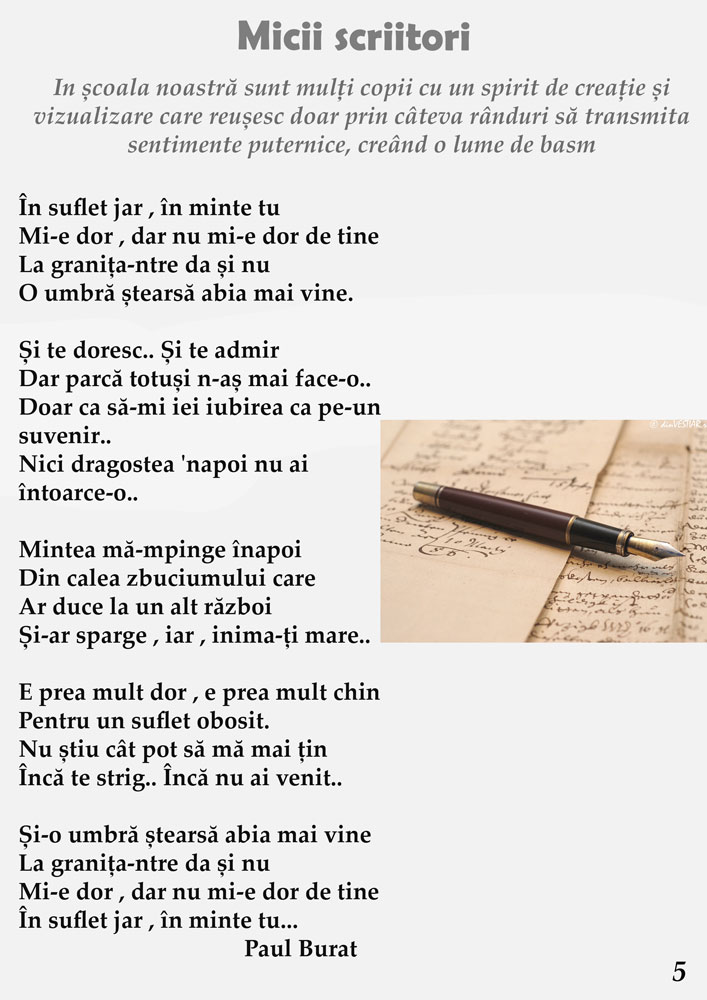 Micii scriitori
In școala noastră sunt mulți copii cu un spirit de creație și
vizualizare care reușesc doar prin câteva rânduri să transmita
sentimente puternice, creând o lume de basm
În suflet jar , în minte tu
Mi-e dor , dar nu mi-e dor de tine
La granița-ntre da și nu
O umbră ștearsă abia mai vine.
Și te doresc.. Și te admir
Dar parcă totuși n-aș mai face-o..
Doar ca să-mi iei iubirea ca pe-un
suvenir..
Nici dragostea 'napoi nu ai
întoarce-o..
Mintea mă-mpinge înapoi
Din calea zbuciumului care
Ar duce la un alt război
Și-ar sparge , iar , inima-ți mare..
E prea mult dor , e prea mult chin
Pentru un suflet obosit.
Nu știu cât pot să mă mai țin
Încă te strig.. Încă nu ai venit..
Și-o umbră ștearsă abia mai vine
La granița-ntre da și nu
Mi-e dor , dar nu mi-e dor de tine
În suflet jar , în minte tu...
Paul Burat
5